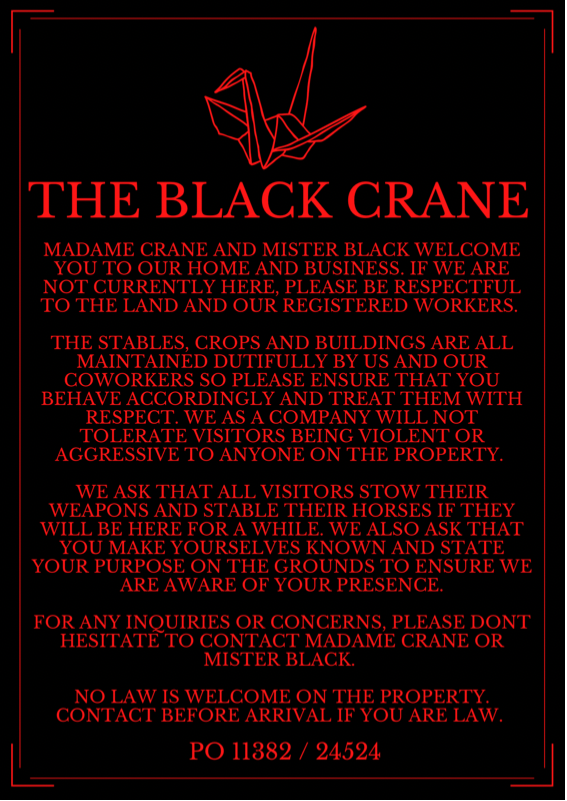 THE BLACK CRANE
MADAME CRANE AND MISTER BLACK WELCOME
YOU TO OUR HOME AND BUSINESS. IF WE ARE
NOT CURRENTLY HERE, PLEASE BE RESPECTFUL
TO THE LAND AND OUR REGISTERED WORKERS.
THE STABLES, CROPS AND BUILDINGS ARE ALL
MAINTAINED DUTIFULLY BY US AND OUR
COWORKERS SO PLEASE ENSURE THAT YOU
BEHAVE ACCORDINGLY AND TREAT THEM WITH
RESPECT. WE AS A COMPANY WILL NOT
TOLERATE VISITORS BEING VIOLENT OR
AGGRESSIVE TO ANYONE ON THE PROPERTY.
WE ASK THAT ALL VISITORS STOW THEIR
WEAPONS AND STABLE THEIR HORSES IF THEY
WILL BE HERE FOR A WHILE. WE ALSO ASK THAT
YOU MAKE YOURSELVES KNOWN AND STATE
YOUR PURPOSE ON THE GROUNDS TO ENSURE WE
ARE AWARE OF YOUR PRESENCE.
FOR ANY INQUIRIES OR CONCERNS, PLEASE DONT
HESITATE TO CONTACT MADAME CRANE OR
MISTER BLACK.
NO LAW IS WELCOME ON THE PROPERTY.
CONTACT BEFORE ARRIVAL IF YOU ARE LAW.
PO 11382 / 24524